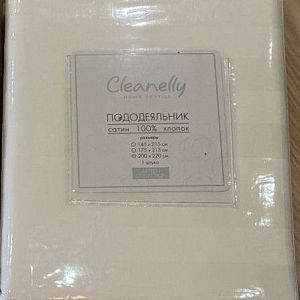 Cleanelly
HOME TEXTILE
ПОДОДЕЯЛЬНИК
сатин 100% хлопок
размеры
145 x 215 см
175 x 215 см
200 x 220 см
1 штука